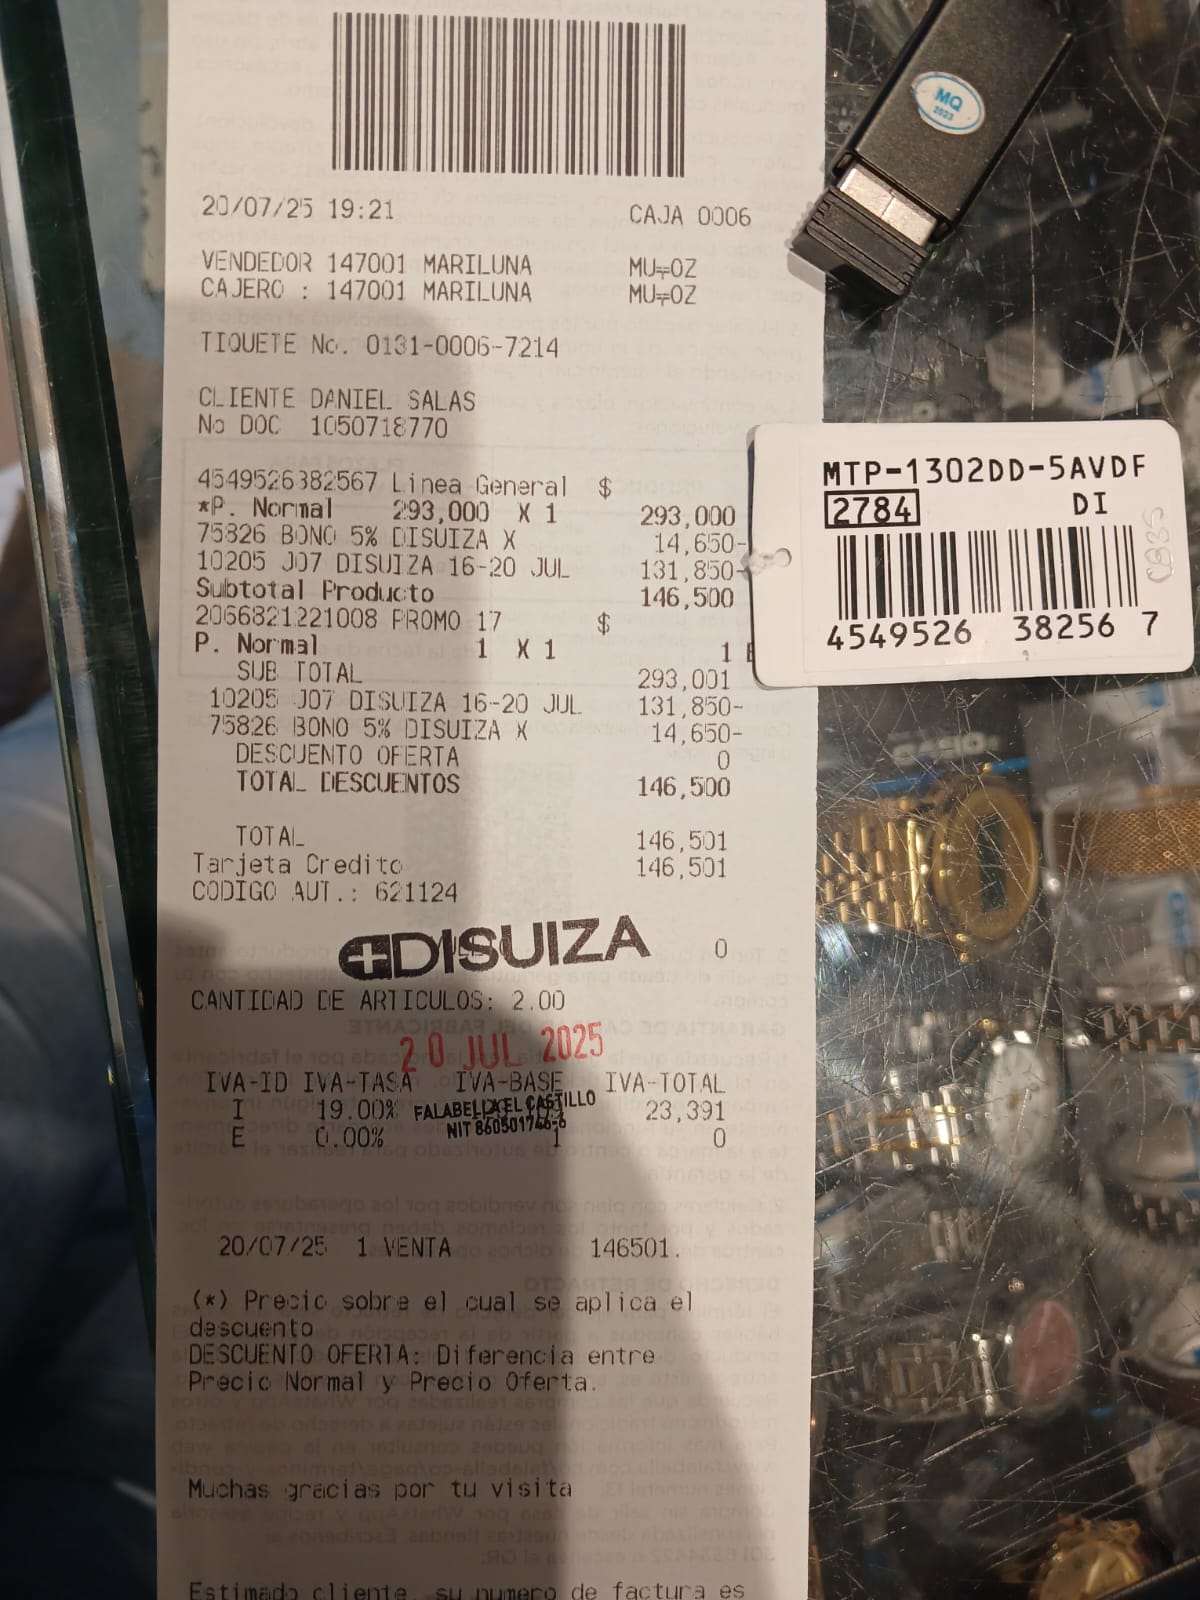 20/07/25 19:21 CAJA 0006
VENDEDOR 147001 MARILUNA MU╤OZ
CAJERO : 147001 MARILUNA MU╤OZ
TIQUETE No. 0131-0006-7214
CLIENTE DANIEL SALAS
No DOC 1050718770
4549526382567 Linea General $
*P. Normal 293,000 X 1 293,000
75826 BONO 5% DISUIZA X 14,650-
10205 J07 DISUIZA 16-20 JUL 131,850-
Subtotal Producto 146,500
2066821221008 PROMO 17 $
P. Normal 1 X 1 1 E
SUB TOTAL 293,001
10205 J07 DISUIZA 16-20 JUL 131,850-
75826 BONO 5% DISUIZA X 14,650-
DESCUENTO OFERTA 0
TOTAL DESCUENTOS 146,500
TOTAL 146,501
Tarjeta Credito 146,501
CODIGO AUT.: 621124
DISUIZA 0
CANTIDAD DE ARTICULOS: 2.00
20 JUL 2025
IVA-ID IVA-TASA IVA-BASE IVA-TOTAL
I 19.00% 23,391
FALABELLA EL CASTILLO
NIT 860501746-6
E 0.00% 1 0
20/07/25 1 VENTA 146501.
(*) Precio sobre el cual se aplica el
descuento
DESCUENTO OFERTA: Diferencia entre
Precio Normal y Precio Oferta.
Muchas gracias por tu visita
Estimado cliente, su numero de factura es
MQ
2023
MTP-1302DD-5AVDF
2784 DI
4549526 38256 7
CASIO